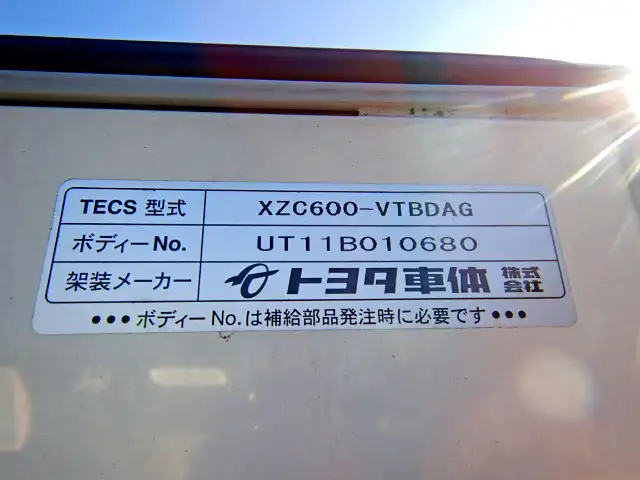 TECS 型式 XZC600-VTBDAG
ボディーNo. UT11B010680
架装メーカー トヨタ車体 株式会社
●●●ボディーNo.は補給部品発注時に必要です●●●